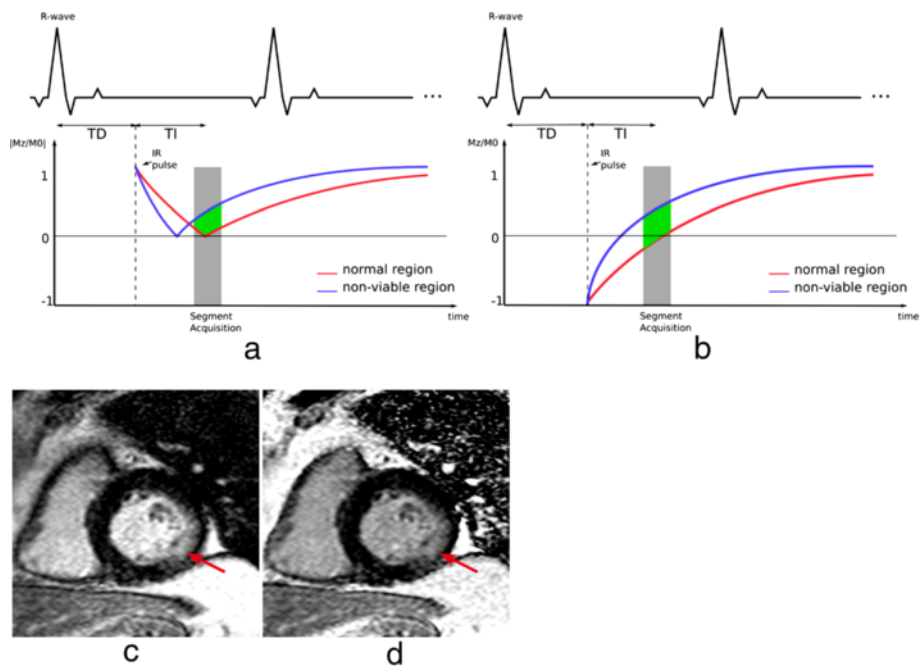 R-wave
TD
TI
|Mz/M0|
IR
pulse
1
0
-1
normal region
non-viable region
Segment
Acquisition
time
a
R-wave
TD
TI
Mz/M0
IR
pulse
1
0
-1
normal region
non-viable region
Segment
Acquisition
time
b
c
d